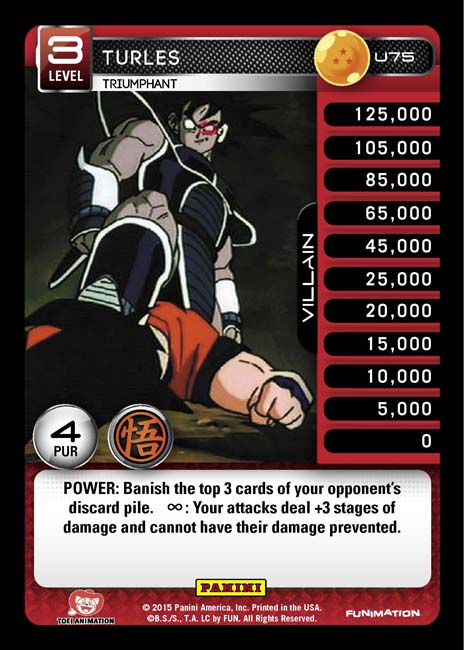 3
LEVEL
TURLES
U75
TRIUMPHANT
125,000
105,000
85,000
65,000
45,000
25,000
20,000
15,000
10,000
5,000
0
VILLAIN
4
PUR
悟
POWER: Banish the top 3 cards of your opponent's
discard pile. ∞: Your attacks deal +3 stages of
damage and cannot have their damage prevented.
PANINI
TOEI ANIMATION
© 2015 Panini America, Inc. Printed in the USA.
©B.S./S., T.A. LC by FUN. All Rights Reserved.
FUNIMATION